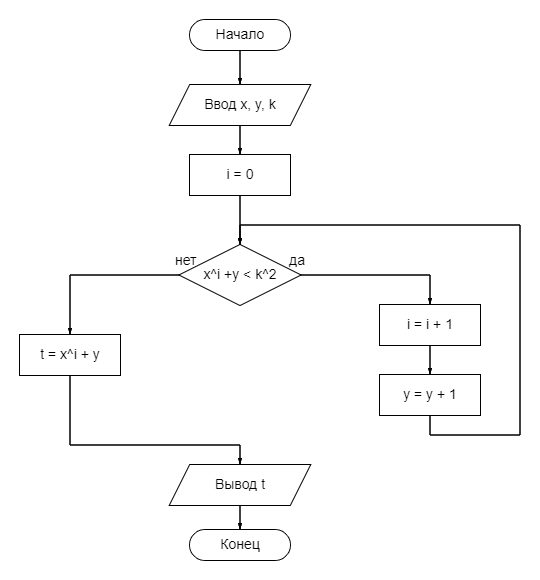 Начало
Ввод x, y, k
i = 0
нет
да
x^i +y < k^2
i = i + 1
t = x^i + y
y = y + 1
Вывод t
Конец